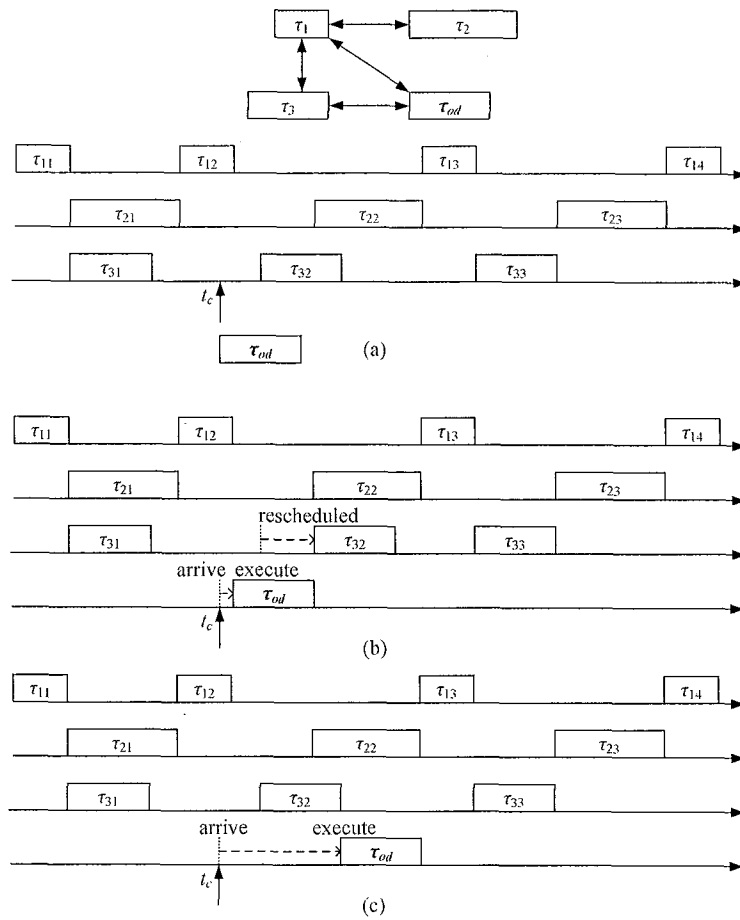 τ1 τ2
τ3 τod
τ11 τ12 τ13 τ14
τ21 τ22 τ23
τ31 τ32 τ33
tc
τod
(a)
τ11 τ12 τ13 τ14
τ21 τ22 τ23
rescheduled
τ31 τ32 τ33
arrive execute
τod
tc
(b)
τ11 τ12 τ13 τ14
τ21 τ22 τ23
τ31 τ32 τ33
arrive execute
τod
tc
(c)